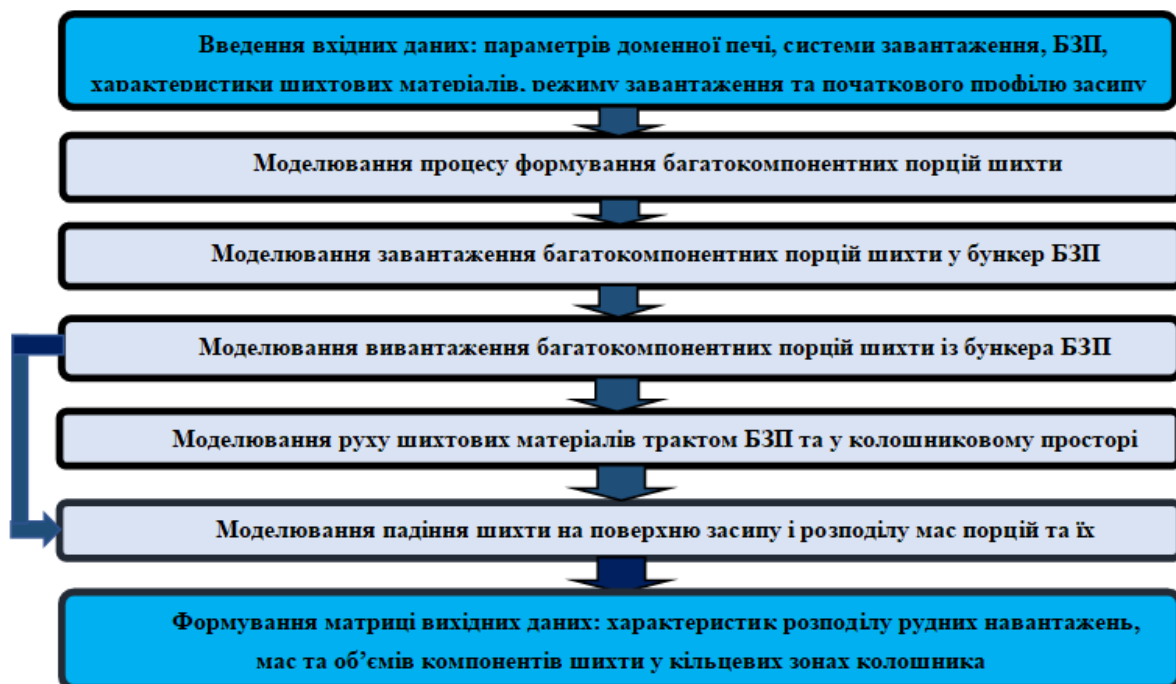 Введення вхідних даних: параметрів доменної печі, системи завантаження, БЗП,
характеристики шихтових матеріалів, режиму завантаження та початкового профілю засипу
Моделювання процесу формування багатокомпонентних порцій шихти
Моделювання завантаження багатокомпонентних порцій шихти у бункер БЗП
Моделювання вивантаження багатокомпонентних порцій шихти із бункера БЗП
Моделювання руху шихтових матеріалів трактом БЗП та у колошниковому просторі
Моделювання падіння шихти на поверхню засипу і розподілу мас порцій та їх
Формування матриці вихідних даних: характеристик розподілу рудних навантажень,
мас та об’ємів компонентів шихти у кільцевих зонах колошника